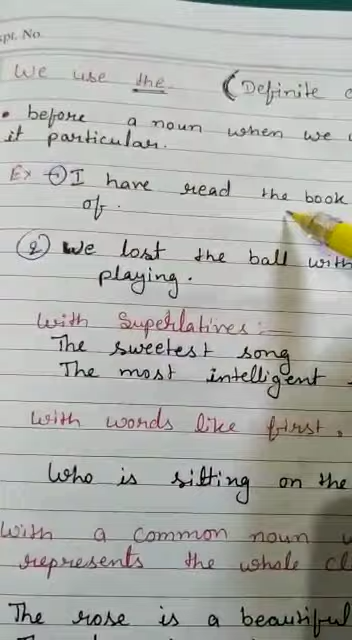 pt. No.
We use the (Definite
• before a noun when we
it particular.
Ex ① I have read the book
of .
② We lost the ball with
playing.
With Superlatives :-
The sweetest song
The most intelligent
With words like first,
Who is sitting on the
With a common noun
represents the whole cl
The rose is a beautiful